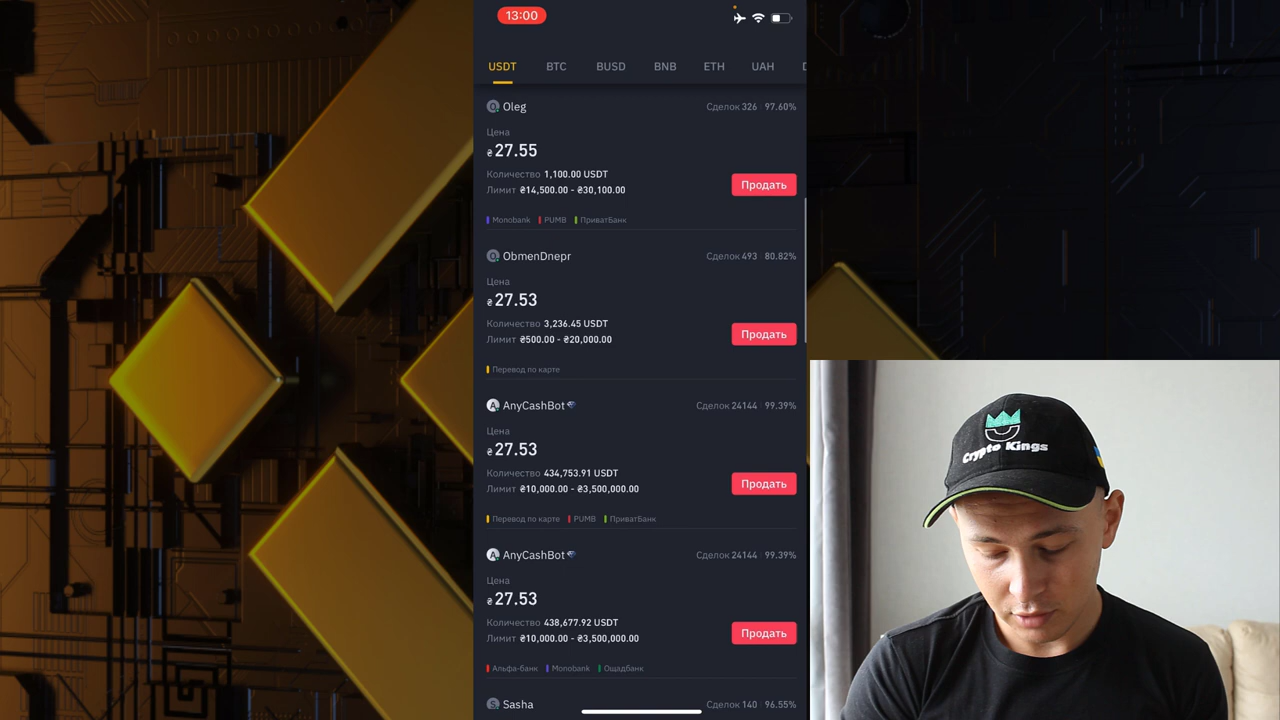 13:00
USDT BTC BUSD BNB ETH UAH
Oleg Сделок 326 97.60%
Цена
₴ 27.55
Количество 1,100.00 USDT
Лимит ₴14,500.00 - ₴30,100.00
Продать
Monobank PUMB ПриватБанк
ObmenDnepr Сделок 493 80.82%
Цена
₴ 27.53
Количество 3,236.45 USDT
Лимит ₴500.00 - ₴20,000.00
Продать
Перевод по карте
A AnyCashBot Сделок 24144 99.39%
Цена
₴ 27.53
Количество 434,753.91 USDT
Лимит ₴10,000.00 - ₴3,500,000.00
Продать
Перевод по карте PUMB ПриватБанк
A AnyCashBot Сделок 24144 99.39%
Цена
₴ 27.53
Количество 438,677.92 USDT
Лимит ₴10,000.00 - ₴3,500,000.00
Продать
Альфа-банк Monobank Ощадбанк
S Sasha Сделок 140 96.55%
Crypto Kings